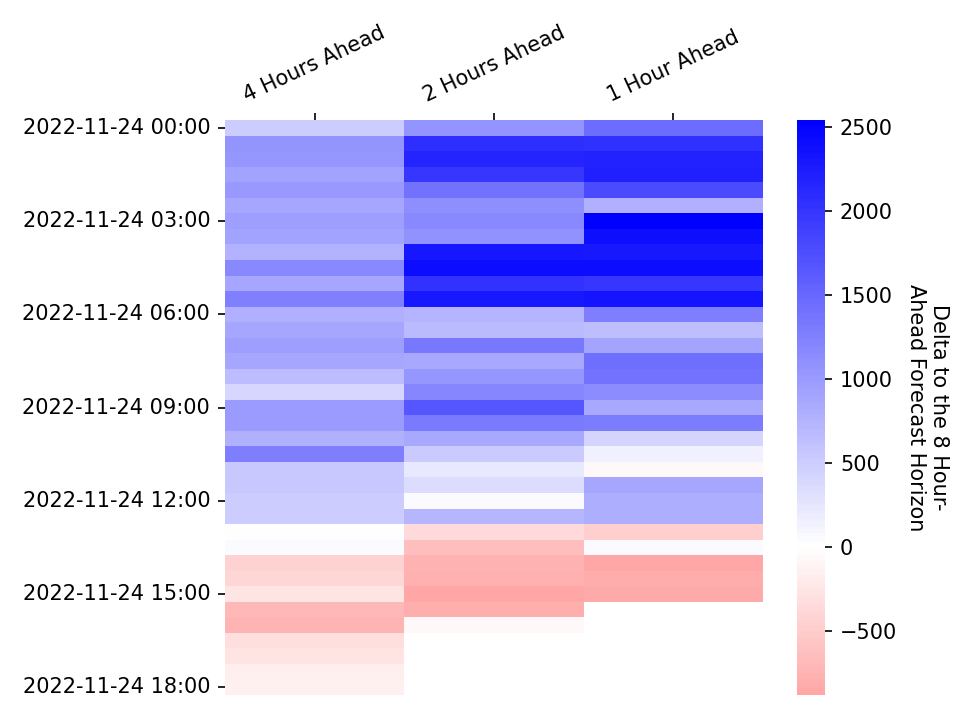 4 Hours Ahead
2 Hours Ahead
1 Hour Ahead
2022-11-24 00:00
2022-11-24 03:00
2022-11-24 06:00
2022-11-24 09:00
2022-11-24 12:00
2022-11-24 15:00
2022-11-24 18:00
2500
2000
1500
1000
500
0
−500
Delta to the 8 Hour-
Ahead Forecast Horizon